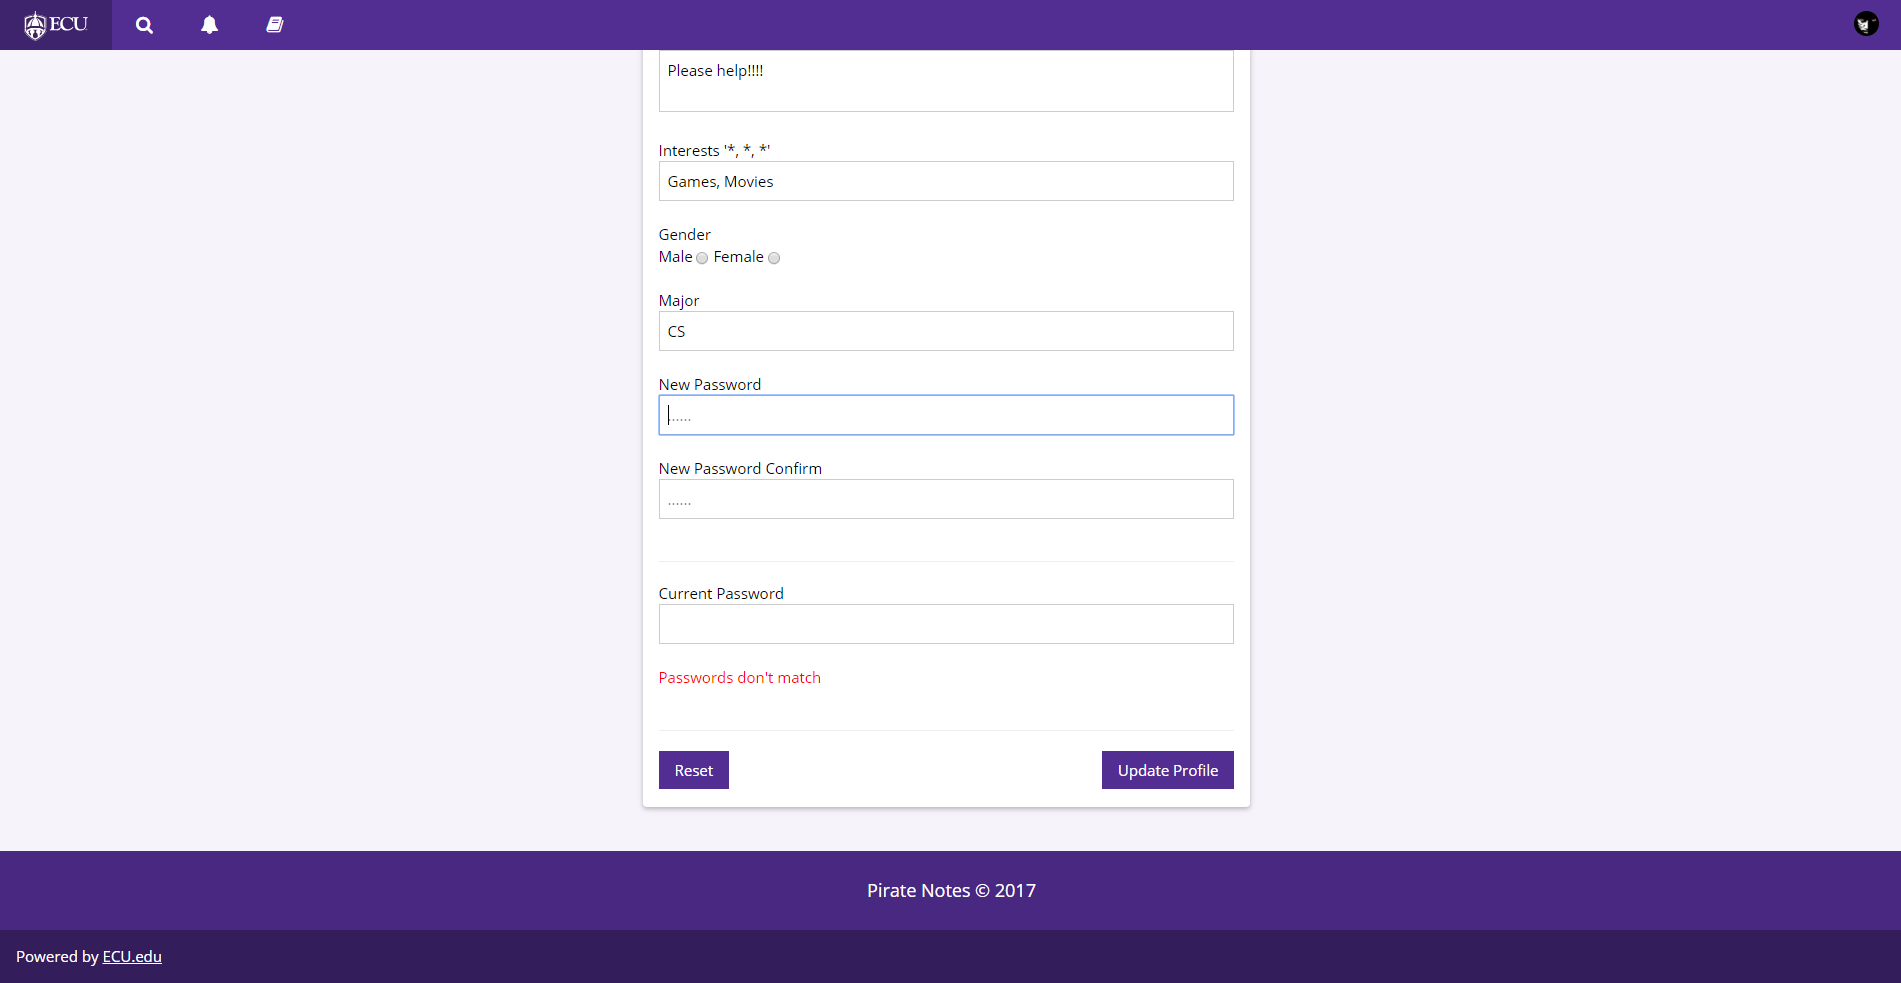 ECU
Please help!!!!
Interests '*, *, *'
Games, Movies
Gender
Male Female
Major
CS
New Password
......
New Password Confirm
......
Current Password
Passwords don't match
Reset Update Profile
Pirate Notes © 2017
Powered by ECU.edu